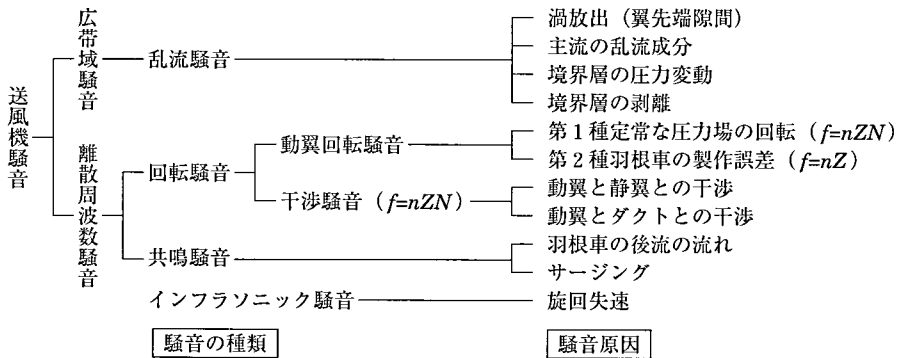 送風機騒音
広帯域騒音
離散周波数騒音
乱流騒音
渦放出（翼先端隙間）
主流の乱流成分
境界層の圧力変動
境界層の剥離
回転騒音
動翼回転騒音
第1種定常な圧力場の回転（f=nZN）
第2種羽根車の製作誤差（f=nZ）
干渉騒音（f=nZN）
動翼と静翼との干渉
動翼とダクトとの干渉
共鳴騒音
羽根車の後流の流れ
サージング
インフラソニック騒音
旋回失速
騒音の種類
騒音原因